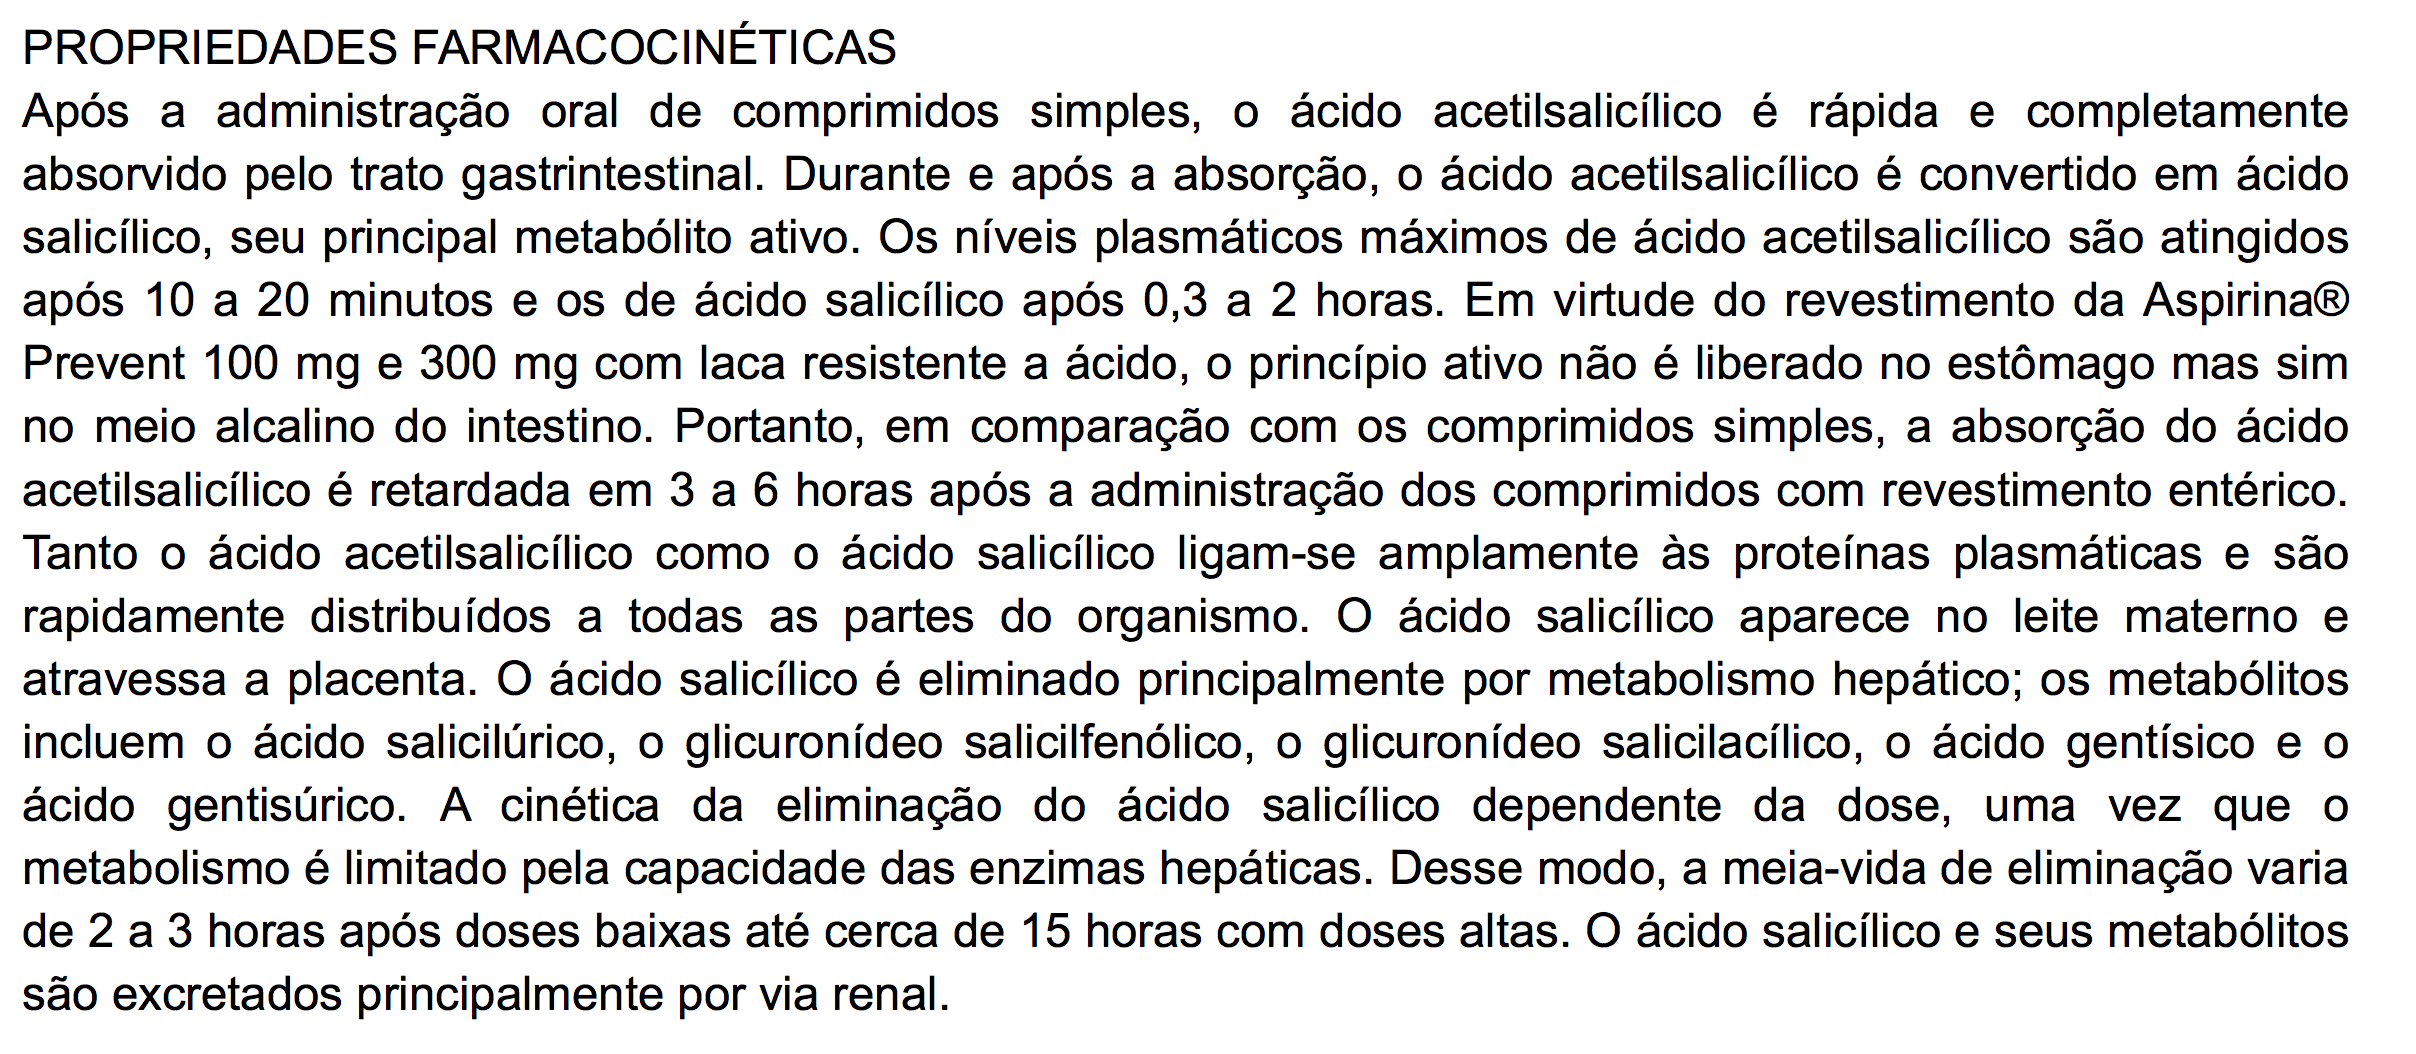 PROPRIEDADES FARMACOCINÉTICAS
Após a administração oral de comprimidos simples, o ácido acetilsalicílico é rápida e completamente
absorvido pelo trato gastrintestinal. Durante e após a absorção, o ácido acetilsalicílico é convertido em ácido
salicílico, seu principal metabólito ativo. Os níveis plasmáticos máximos de ácido acetilsalicílico são atingidos
após 10 a 20 minutos e os de ácido salicílico após 0,3 a 2 horas. Em virtude do revestimento da Aspirina®
Prevent 100 mg e 300 mg com laca resistente a ácido, o princípio ativo não é liberado no estômago mas sim
no meio alcalino do intestino. Portanto, em comparação com os comprimidos simples, a absorção do ácido
acetilsalicílico é retardada em 3 a 6 horas após a administração dos comprimidos com revestimento entérico.
Tanto o ácido acetilsalicílico como o ácido salicílico ligam-se amplamente às proteínas plasmáticas e são
rapidamente distribuídos a todas as partes do organismo. O ácido salicílico aparece no leite materno e
atravessa a placenta. O ácido salicílico é eliminado principalmente por metabolismo hepático; os metabólitos
incluem o ácido salicilúrico, o glicuronídeo salicilfenólico, o glicuronídeo salicilacílico, o ácido gentísico e o
ácido gentisúrico. A cinética da eliminação do ácido salicílico dependente da dose, uma vez que o
metabolismo é limitado pela capacidade das enzimas hepáticas. Desse modo, a meia-vida de eliminação varia
de 2 a 3 horas após doses baixas até cerca de 15 horas com doses altas. O ácido salicílico e seus metabólitos
são excretados principalmente por via renal.